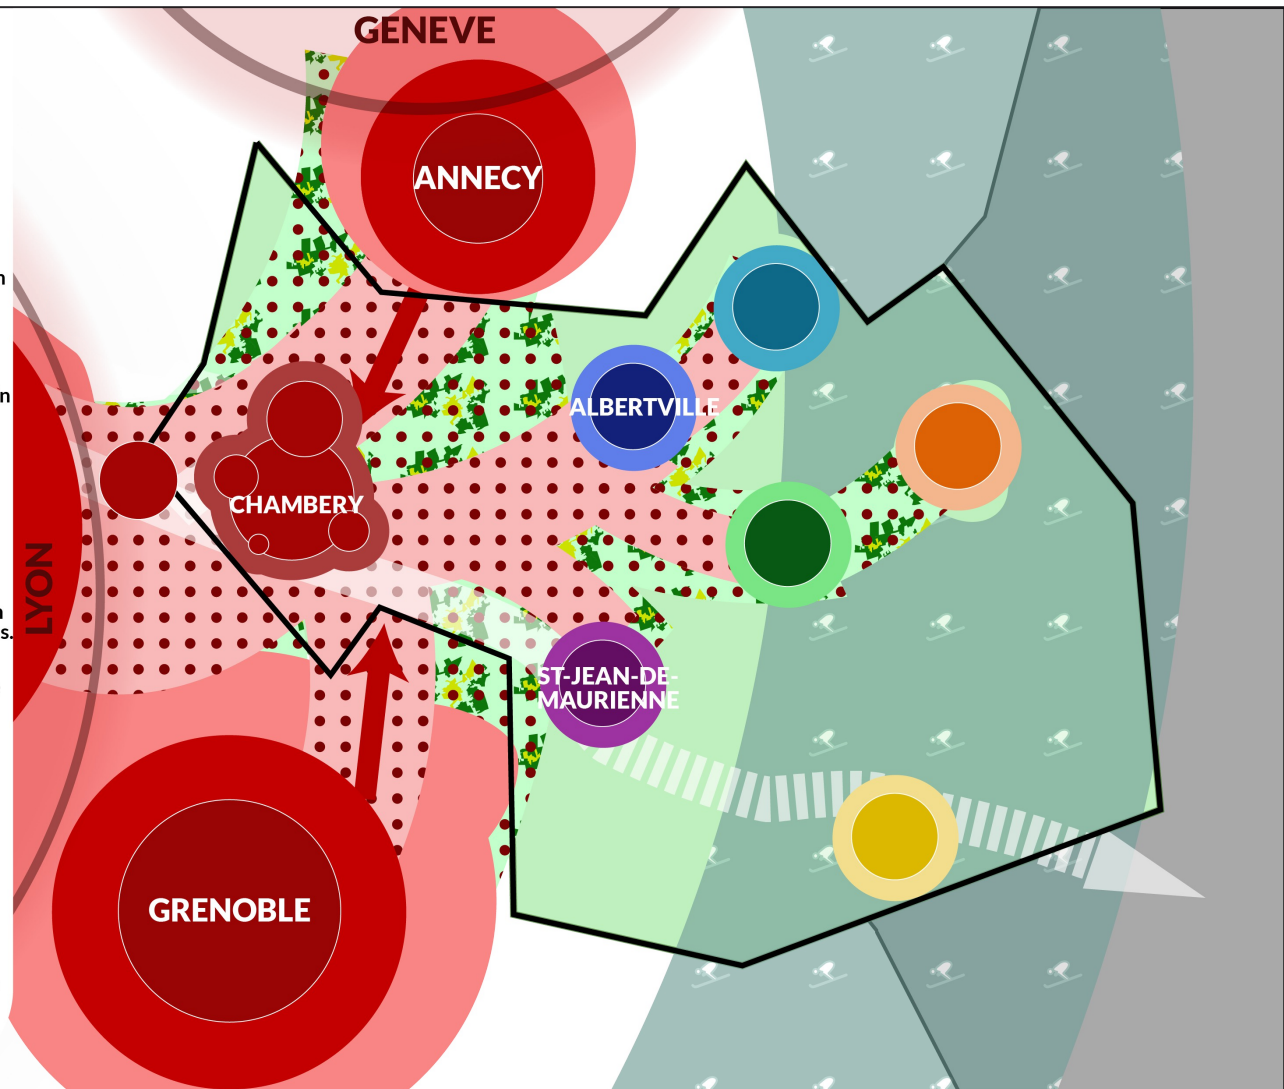 GENEVE
ANNECY
n
n
ALBERTVILLE
CHAMBERY
LYON
n
s.
ST-JEAN-DE-
MAURIENNE
GRENOBLE